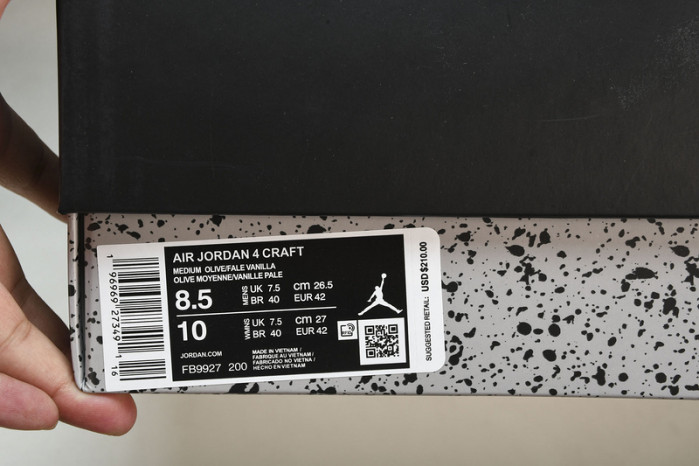 AIR JORDAN 4 CRAFT
MEDIUM OLIVE/FALE VANILLA
OLIVE MOYENNE/VANILLE PALE
8.5 MENS UK 7.5 cm 26.5
BR 40 EUR 42
10 WMNS UK 7.5 cm 27
BR 40 EUR 42
JORDAN.COM
MADE IN VIETNAM /
FABRIQUE AU VIETNAM /
FABRICADO NO VIETNÃ /
HECHO EN VIETNAM
FB9927 200
1 96969 27349 1
16
SUGGESTED RETAIL: USD $210.00